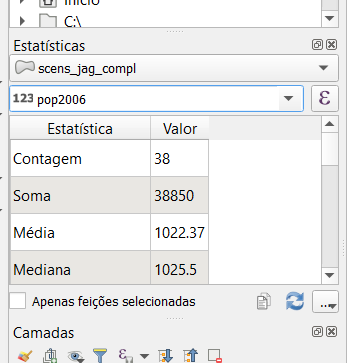 Início
C:\
Estatísticas
scens_jag_compl
123 pop2006
ε
Estatística Valor
Contagem 38
Soma 38850
Média 1022.37
Mediana 1025.5
Apenas feições selecionadas
...
Camadas
ε